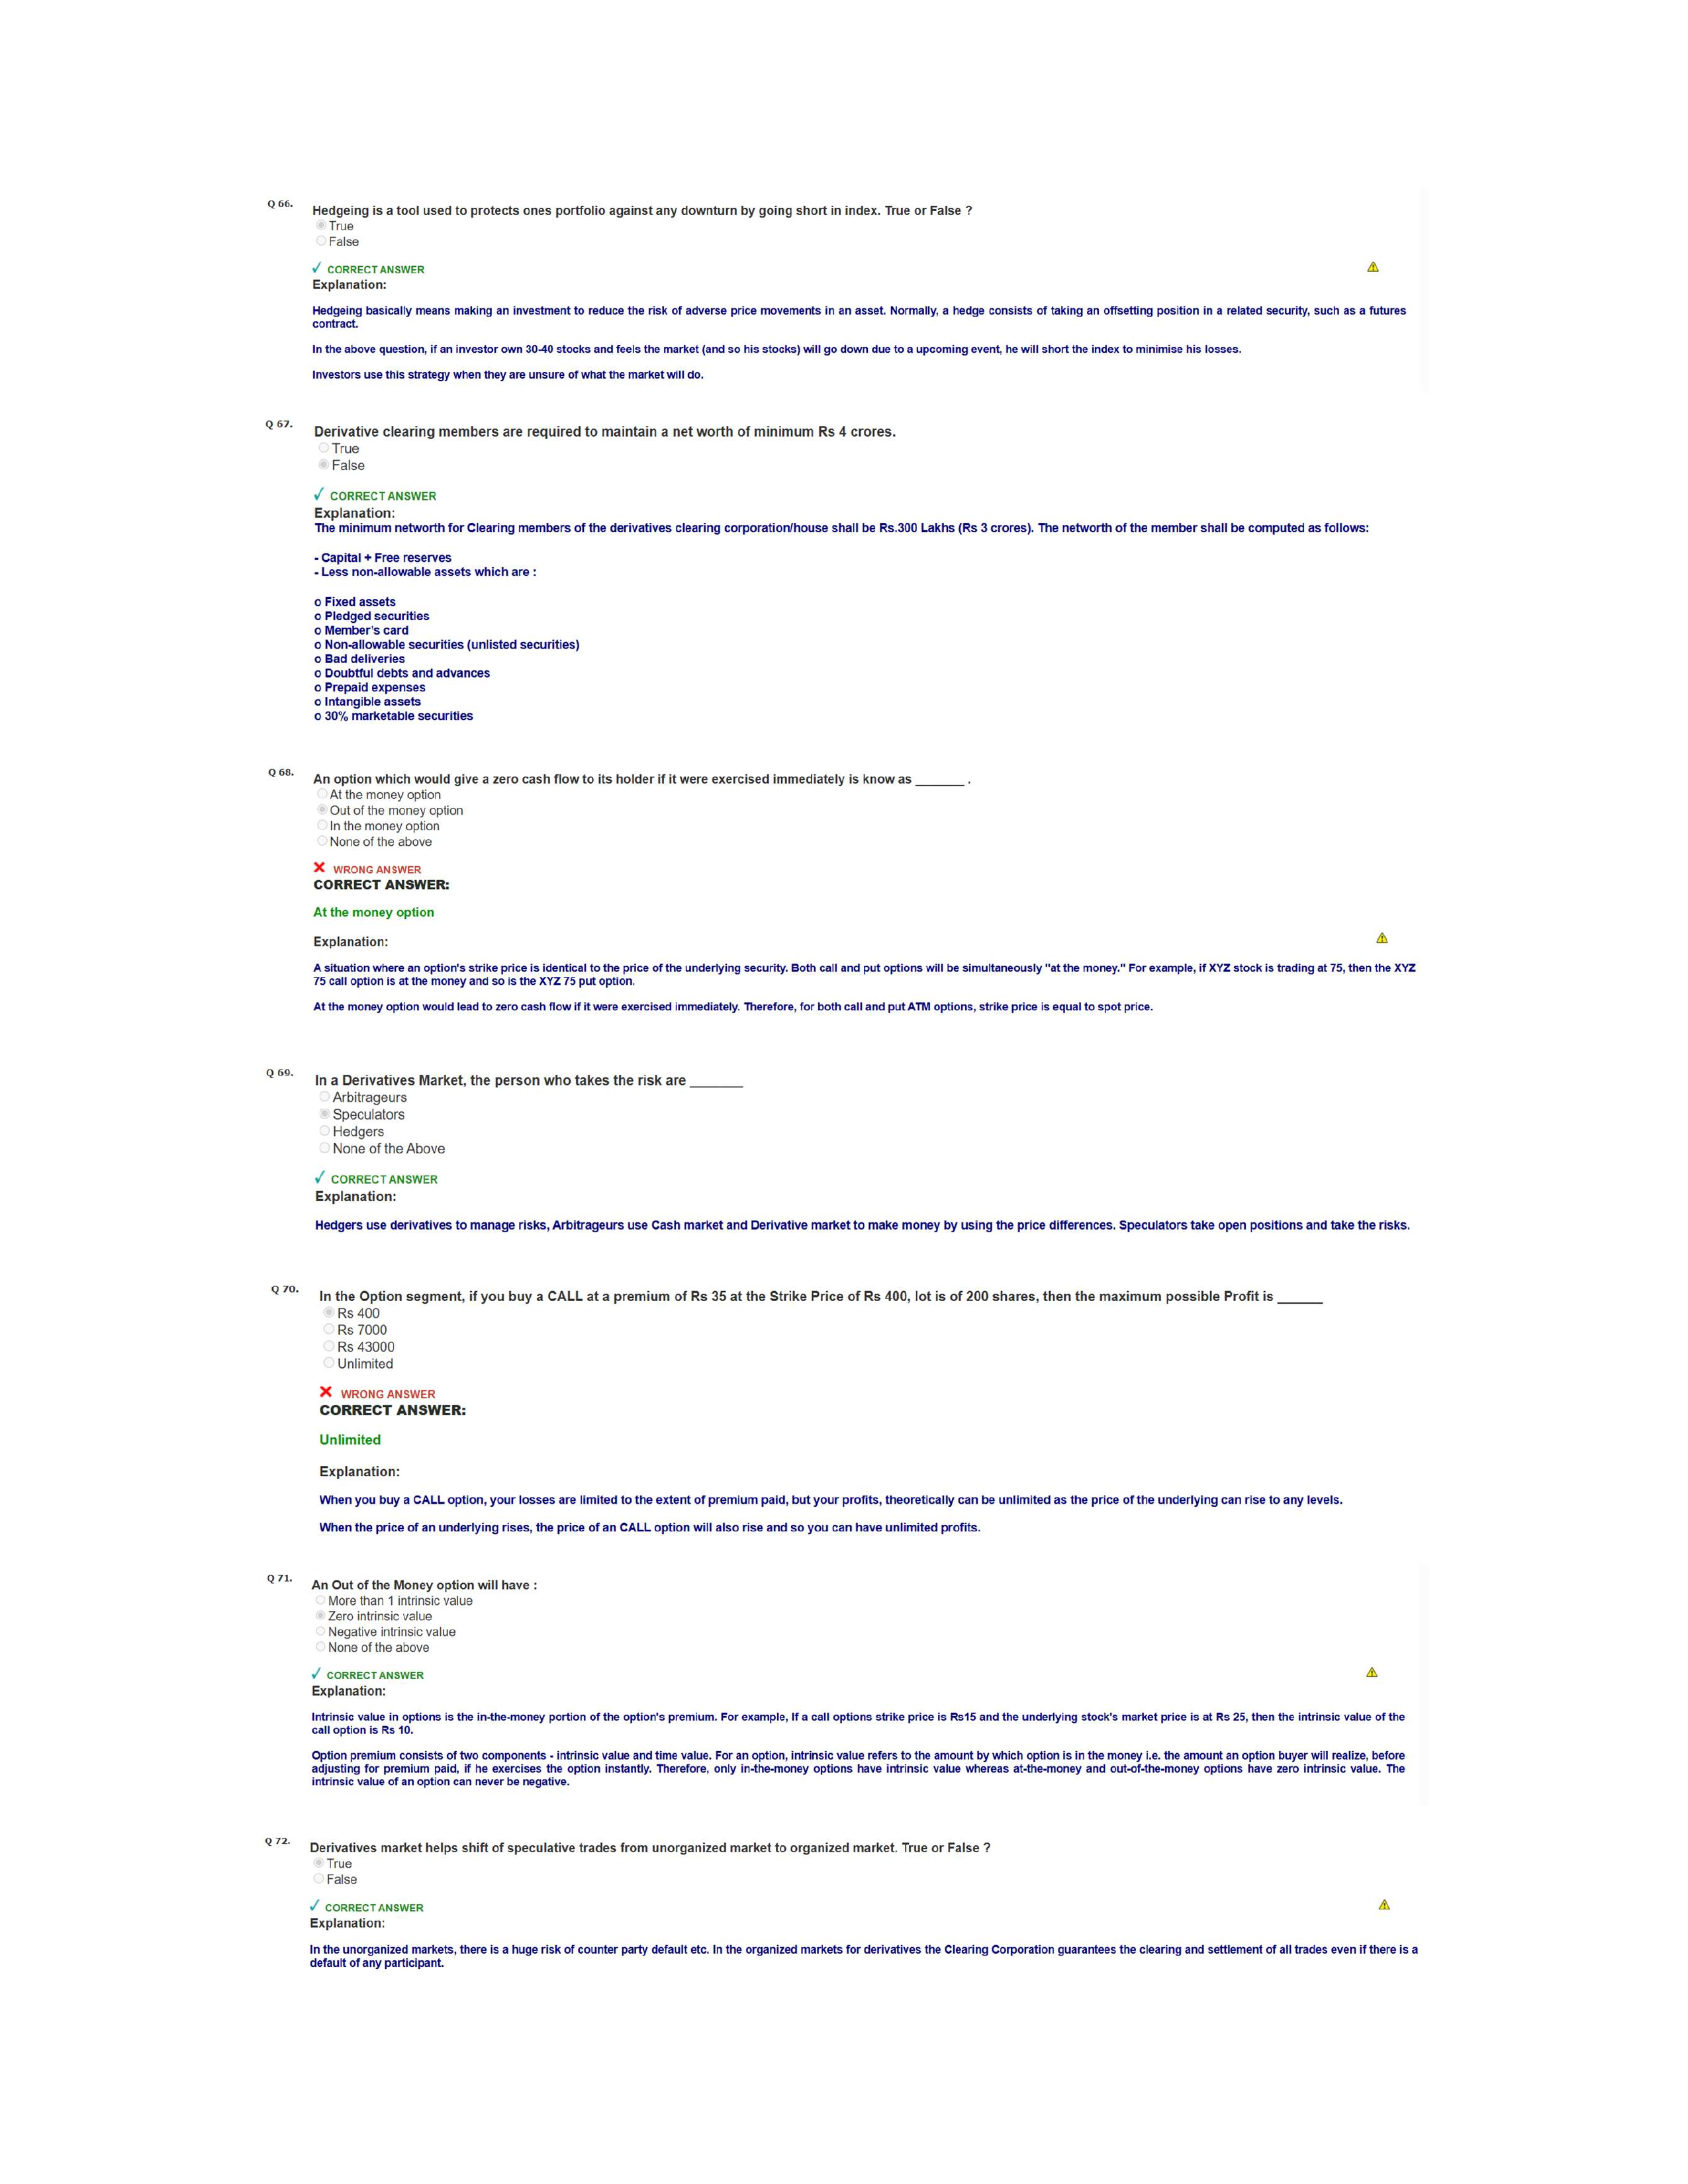 Q 66.
Hedgeing is a tool used to protects ones portfolio against any downturn by going short in index. True or False ?
True
False
CORRECT ANSWER
Explanation:
Hedgeing basically means making an investment to reduce the risk of adverse price movements in an asset. Normally, a hedge consists of taking an offsetting position in a related security, such as a futures
contract.
In the above question, if an investor own 30-40 stocks and feels the market (and so his stocks) will go down due to a upcoming event, he will short the index to minimise his losses.
Investors use this strategy when they are unsure of what the market will do.
Q 67.
Derivative clearing members are required to maintain a net worth of minimum Rs 4 crores.
True
False
CORRECT ANSWER
Explanation:
The minimum networth for Clearing members of the derivatives clearing corporation/house shall be Rs.300 Lakhs (Rs 3 crores). The networth of the member shall be computed as follows:
- Capital + Free reserves
- Less non-allowable assets which are :
o Fixed assets
o Pledged securities
o Member's card
o Non-allowable securities (unlisted securities)
o Bad deliveries
o Doubtful debts and advances
o Prepaid expenses
o Intangible assets
o 30% marketable securities
Q 68.
An option which would give a zero cash flow to its holder if it were exercised immediately is know as _______ .
At the money option
Out of the money option
In the money option
None of the above
WRONG ANSWER
CORRECT ANSWER:
At the money option
Explanation:
A situation where an option's strike price is identical to the price of the underlying security. Both call and put options will be simultaneously "at the money." For example, if XYZ stock is trading at 75, then the XYZ
75 call option is at the money and so is the XYZ 75 put option.
At the money option would lead to zero cash flow if it were exercised immediately. Therefore, for both call and put ATM options, strike price is equal to spot price.
Q 69.
In a Derivatives Market, the person who takes the risk are _______
Arbitrageurs
Speculators
Hedgers
None of the Above
CORRECT ANSWER
Explanation:
Hedgers use derivatives to manage risks, Arbitrageurs use Cash market and Derivative market to make money by using the price differences. Speculators take open positions and take the risks.
Q 70.
In the Option segment, if you buy a CALL at a premium of Rs 35 at the Strike Price of Rs 400, lot is of 200 shares, then the maximum possible Profit is ______
Rs 400
Rs 7000
Rs 43000
Unlimited
WRONG ANSWER
CORRECT ANSWER:
Unlimited
Explanation:
When you buy a CALL option, your losses are limited to the extent of premium paid, but your profits, theoretically can be unlimited as the price of the underlying can rise to any levels.
When the price of an underlying rises, the price of an CALL option will also rise and so you can have unlimited profits.
Q 71.
An Out of the Money option will have :
More than 1 intrinsic value
Zero intrinsic value
Negative intrinsic value
None of the above
CORRECT ANSWER
Explanation:
Intrinsic value in options is the in-the-money portion of the option's premium. For example, If a call options strike price is Rs15 and the underlying stock's market price is at Rs 25, then the intrinsic value of the
call option is Rs 10.
Option premium consists of two components - intrinsic value and time value. For an option, intrinsic value refers to the amount by which option is in the money i.e. the amount an option buyer will realize, before
adjusting for premium paid, if he exercises the option instantly. Therefore, only in-the-money options have intrinsic value whereas at-the-money and out-of-the-money options have zero intrinsic value. The
intrinsic value of an option can never be negative.
Q 72.
Derivatives market helps shift of speculative trades from unorganized market to organized market. True or False ?
True
False
CORRECT ANSWER
Explanation:
In the unorganized markets, there is a huge risk of counter party default etc. In the organized markets for derivatives the Clearing Corporation guarantees the clearing and settlement of all trades even if there is a
default of any participant.